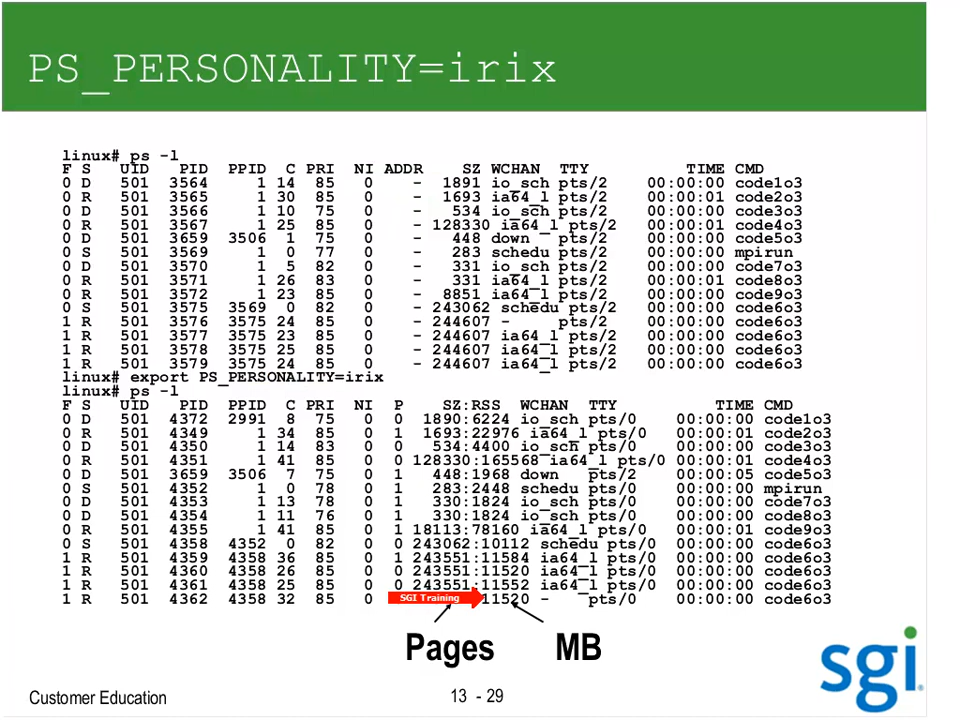 PS_PERSONALITY=irix
linux# ps -l
F S UID PID PPID C PRI NI ADDR SZ WCHAN TTY TIME CMD
0 D 501 3564 1 14 85 0 - 1891 io_sch pts/2 00:00:00 code1o3
0 R 501 3565 1 30 85 0 - 1693 ia64_l pts/2 00:00:01 code2o3
0 D 501 3566 1 10 75 0 - 534 io_sch pts/2 00:00:00 code3o3
0 R 501 3567 1 25 85 0 - 128330 ia64_l pts/2 00:00:01 code4o3
0 D 501 3659 3506 1 75 0 - 448 down pts/2 00:00:00 code5o3
0 S 501 3569 1 0 77 0 - 283 schedu pts/2 00:00:00 mpirun
0 D 501 3570 1 5 82 0 - 331 io_sch pts/2 00:00:00 code7o3
0 R 501 3571 1 26 83 0 - 331 ia64_l pts/2 00:00:01 code8o3
0 R 501 3572 1 23 85 0 - 8851 ia64_l pts/2 00:00:00 code9o3
0 S 501 3575 3569 0 82 0 - 243062 schedu pts/2 00:00:00 code6o3
1 R 501 3576 3575 24 85 0 - 244607 - pts/2 00:00:00 code6o3
1 R 501 3577 3575 23 85 0 - 244607 ia64_l pts/2 00:00:00 code6o3
1 R 501 3578 3575 25 85 0 - 244607 ia64_l pts/2 00:00:00 code6o3
1 R 501 3579 3575 24 85 0 - 244607 ia64_l pts/2 00:00:00 code6o3
linux# export PS_PERSONALITY=irix
linux# ps -l
F S UID PID PPID C PRI NI P SZ:RSS WCHAN TTY TIME CMD
0 D 501 4372 2991 8 75 0 0 1890:6224 io_sch pts/0 00:00:00 code1o3
0 R 501 4349 1 34 85 0 1 1693:22976 ia64_l pts/0 00:00:01 code2o3
0 D 501 4350 1 14 83 0 0 534:4400 io_sch pts/0 00:00:00 code3o3
0 R 501 4351 1 41 85 0 0 128330:165568 ia64_l pts/0 00:00:01 code4o3
0 D 501 3659 3506 7 75 0 1 448:1968 down pts/2 00:00:05 code5o3
0 S 501 4352 1 0 78 0 1 283:2448 schedu pts/0 00:00:00 mpirun
0 D 501 4353 1 13 78 0 1 330:1824 io_sch pts/0 00:00:00 code7o3
0 D 501 4354 1 11 76 0 1 330:1824 io_sch pts/0 00:00:00 code8o3
0 R 501 4355 1 41 85 0 1 18113:78160 ia64_l pts/0 00:00:01 code9o3
0 S 501 4358 4352 0 82 0 0 243062:10112 schedu pts/0 00:00:00 code6o3
1 R 501 4359 4358 36 85 0 1 243551:11584 ia64_l pts/0 00:00:00 code6o3
1 R 501 4360 4358 26 85 0 0 243551:11520 ia64_l pts/0 00:00:00 code6o3
1 R 501 4361 4358 25 85 0 0 243551:11552 ia64_l pts/0 00:00:00 code6o3
1 R 501 4362 4358 32 85 0 SGI Training 11520 - pts/0 00:00:00 code6o3
Pages MB
sgi
Customer Education 13 - 29